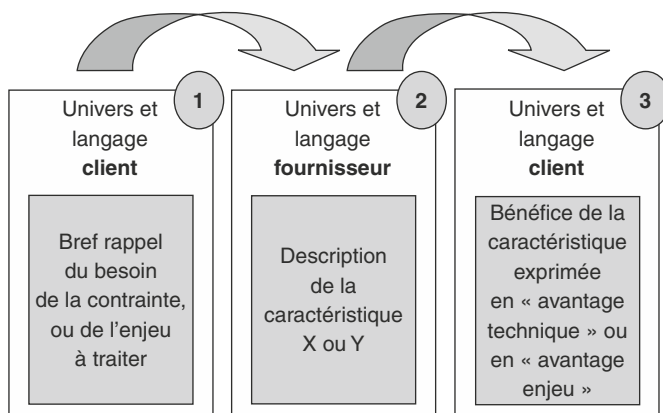 1
Univers et
langage
client
Bref rappel
du besoin
de la contrainte,
ou de l’enjeu
à traiter
2
Univers et
langage
fournisseur
Description
de la
caractéristique
X ou Y
3
Univers et
langage
client
Bénéfice de la
caractéristique
exprimée
en « avantage
technique » ou
en « avantage
enjeu »